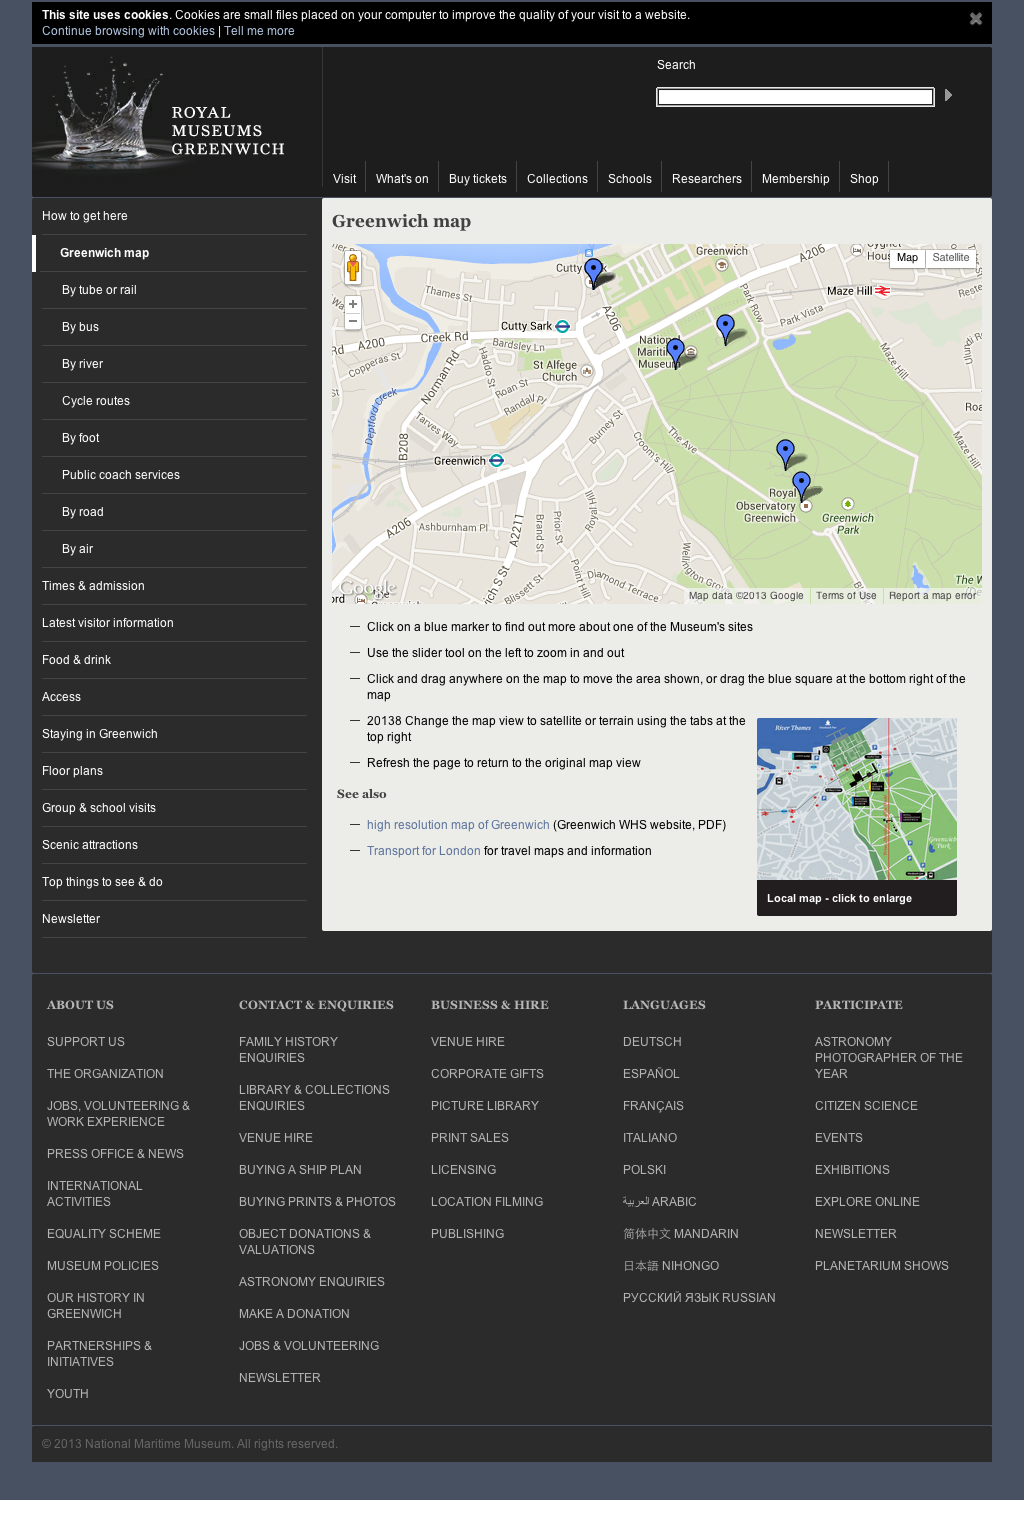 This site uses cookies. Cookies are small files placed on your computer to improve the quality of your visit to a website.
Continue browsing with cookies | Tell me more
ROYAL
MUSEUMS
GREENWICH
Search
Visit
What's on
Buy tickets
Collections
Schools
Researchers
Membership
Shop
How to get here
Greenwich map
By tube or rail
By bus
By river
Cycle routes
By foot
Public coach services
By road
By air
Times & admission
Latest visitor information
Food & drink
Access
Staying in Greenwich
Floor plans
Group & school visits
Scenic attractions
Top things to see & do
Newsletter
Greenwich map
Map
Satellite
Greenwich
A206
Maze Hill
Thames St
A206
Park Row
Park Vista
Cutty Sark
Creek Rd
A200
Bardsley Ln
St Alfege
Church
Copperas St
Norman Rd
Haddo St
Roan St
Randall Pl
Maze Hill
Deptford Creek
Tarves Way
Burney St
The Ave
Croom's Hill
B208
Greenwich
Maze Hill
Royal
Observatory
Greenwich
Greenwich
Park
A206
Ashburnham Pl
A2211
Brand St
Prior St
Royal Hill
Blissett St
Point Hill
Diamond Terrace
Google
Map data ©2013 Google
Terms of Use
Report a map error
— Click on a blue marker to find out more about one of the Museum's sites
— Use the slider tool on the left to zoom in and out
— Click and drag anywhere on the map to move the area shown, or drag the blue square at the bottom right of the
map
— 20138 Change the map view to satellite or terrain using the tabs at the
top right
— Refresh the page to return to the original map view
See also
— high resolution map of Greenwich (Greenwich WHS website, PDF)
— Transport for London for travel maps and information
River Thames
Greenwich
Park
Local map - click to enlarge
ABOUT US
SUPPORT US
THE ORGANIZATION
JOBS, VOLUNTEERING &
WORK EXPERIENCE
PRESS OFFICE & NEWS
INTERNATIONAL
ACTIVITIES
EQUALITY SCHEME
MUSEUM POLICIES
OUR HISTORY IN
GREENWICH
PARTNERSHIPS &
INITIATIVES
YOUTH
CONTACT & ENQUIRIES
FAMILY HISTORY
ENQUIRIES
LIBRARY & COLLECTIONS
ENQUIRIES
VENUE HIRE
BUYING A SHIP PLAN
BUYING PRINTS & PHOTOS
OBJECT DONATIONS &
VALUATIONS
ASTRONOMY ENQUIRIES
MAKE A DONATION
JOBS & VOLUNTEERING
NEWSLETTER
BUSINESS & HIRE
VENUE HIRE
CORPORATE GIFTS
PICTURE LIBRARY
PRINT SALES
LICENSING
LOCATION FILMING
PUBLISHING
LANGUAGES
DEUTSCH
ESPAÑOL
FRANÇAIS
ITALIANO
POLSKI
العربية ARABIC
简体中文 MANDARIN
日本語 NIHONGO
РУССКИЙ ЯЗЫК RUSSIAN
PARTICIPATE
ASTRONOMY
PHOTOGRAPHER OF THE
YEAR
CITIZEN SCIENCE
EVENTS
EXHIBITIONS
EXPLORE ONLINE
NEWSLETTER
PLANETARIUM SHOWS
© 2013 National Maritime Museum. All rights reserved.